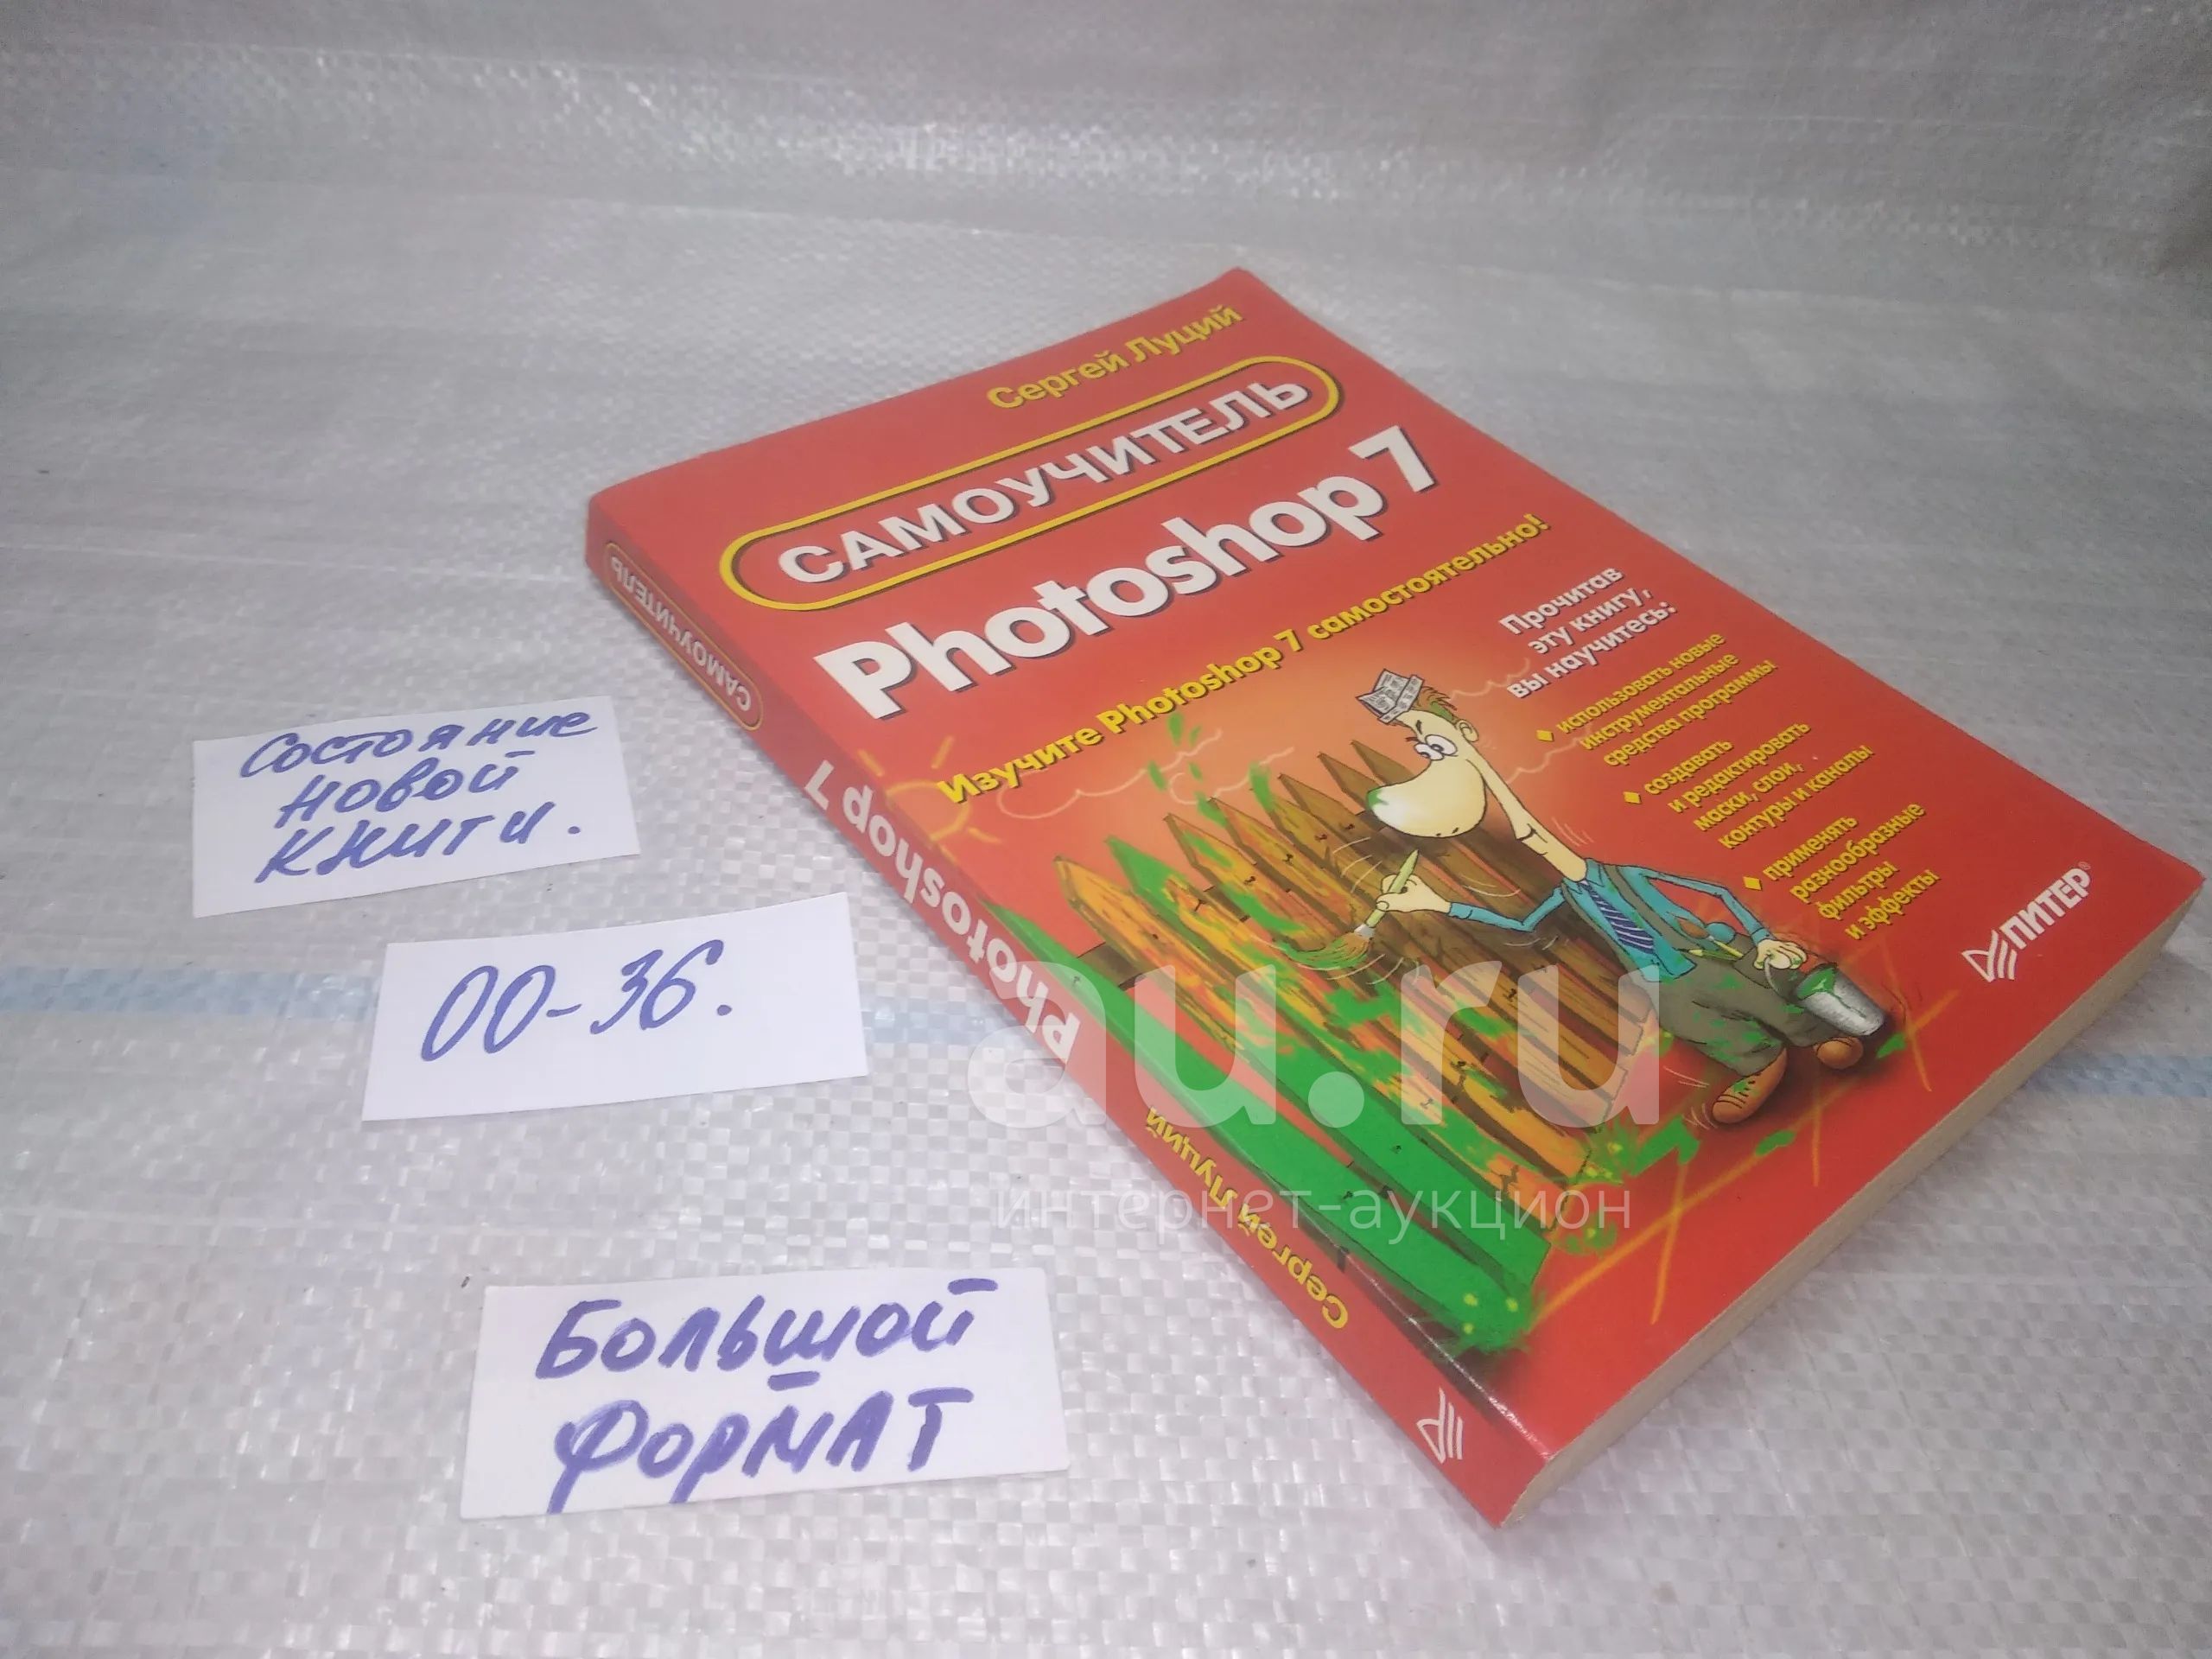 Сергей Луций
САМОУЧИТЕЛЬ
Photoshop 7
Изучите Photoshop 7 самостоятельно!
Прочитав
эту книгу,
вы научитесь:
использовать новые
инструментальные
средства программы
создавать
и редактировать
маски, слои,
контуры и каналы
применять
разнообразные
фильтры
и эффекты
ПИТЕР®
САМОУЧИТЕЛЬ
Photoshop 7
Сергей Луций
Состояние
новой
книги.
00-36.
Большой
формат
au.ru
интернет-аукцион